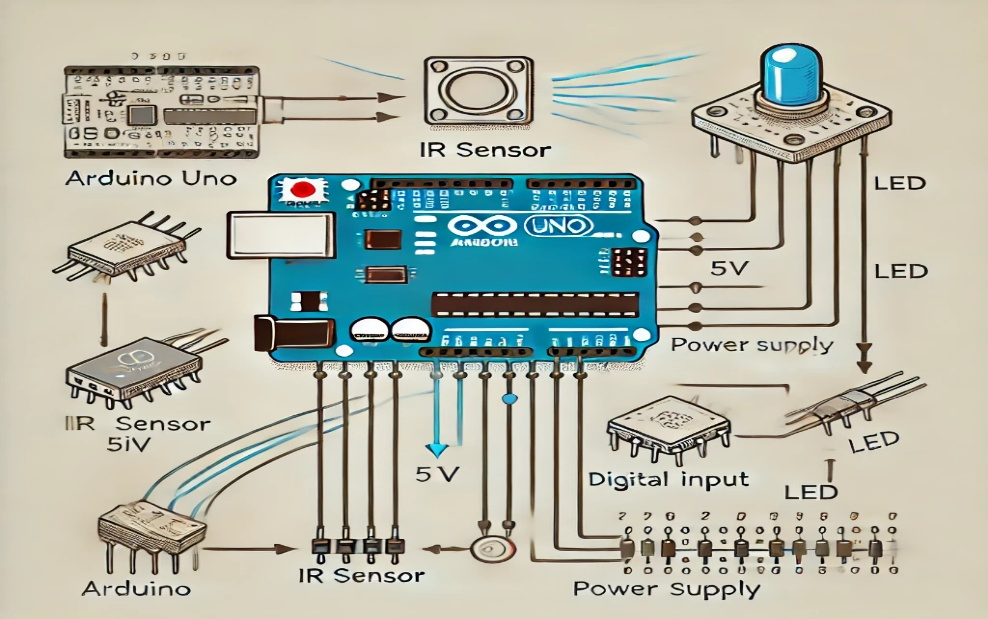 Arduino Uno
IR Sensor
LED
UNO
5V
LED
Power supply
IR Sensor
5iV
5V
LED
Digital input
LED
Arduino
IR Sensor
Power Supply